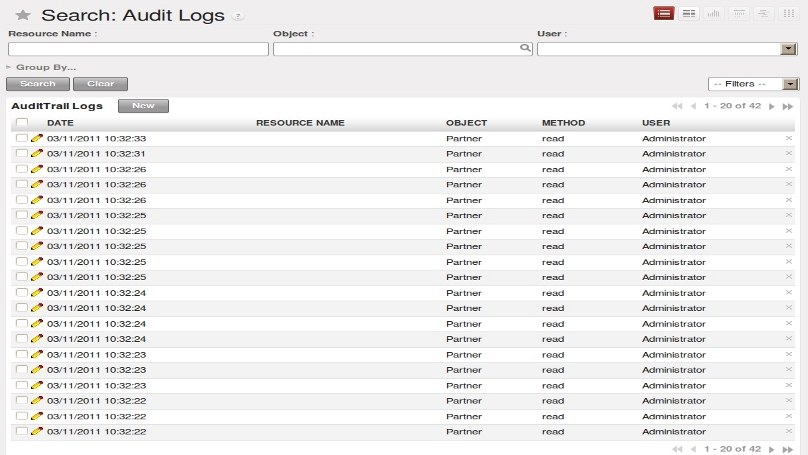 Search: Audit Logs ?
Resource Name : Object : User :
Group By...
Search Clear -- Filters --
AuditTrail Logs New 1 - 20 of 42
DATE RESOURCE NAME OBJECT METHOD USER
03/11/2011 10:32:33 Partner read Administrator
03/11/2011 10:32:31 Partner read Administrator
03/11/2011 10:32:26 Partner read Administrator
03/11/2011 10:32:26 Partner read Administrator
03/11/2011 10:32:26 Partner read Administrator
03/11/2011 10:32:25 Partner read Administrator
03/11/2011 10:32:25 Partner read Administrator
03/11/2011 10:32:25 Partner read Administrator
03/11/2011 10:32:25 Partner read Administrator
03/11/2011 10:32:25 Partner read Administrator
03/11/2011 10:32:24 Partner read Administrator
03/11/2011 10:32:24 Partner read Administrator
03/11/2011 10:32:24 Partner read Administrator
03/11/2011 10:32:24 Partner read Administrator
03/11/2011 10:32:23 Partner read Administrator
03/11/2011 10:32:23 Partner read Administrator
03/11/2011 10:32:23 Partner read Administrator
03/11/2011 10:32:22 Partner read Administrator
03/11/2011 10:32:22 Partner read Administrator
03/11/2011 10:32:22 Partner read Administrator
1 - 20 of 42